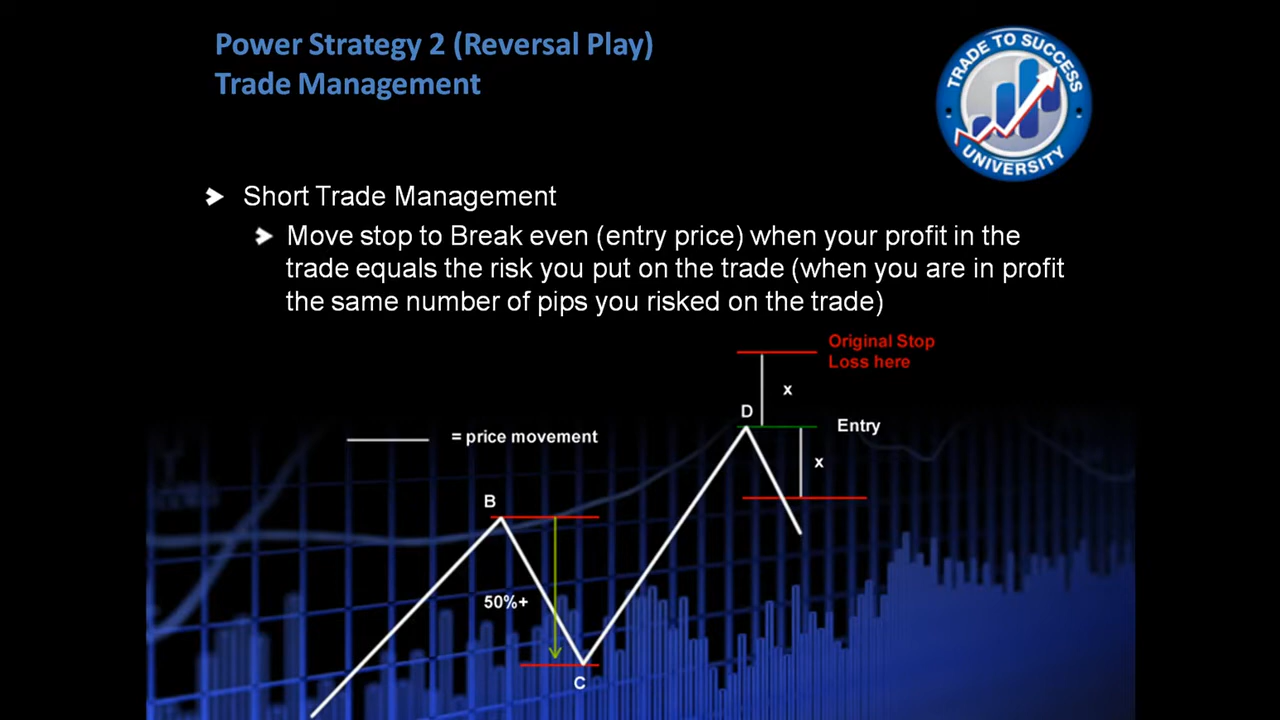 Power Strategy 2 (Reversal Play)
Trade Management
TRADE TO SUCCESS
UNIVERSITY
Short Trade Management
Move stop to Break even (entry price) when your profit in the
trade equals the risk you put on the trade (when you are in profit
the same number of pips you risked on the trade)
Original Stop
Loss here
x
D
Entry
= price movement
x
B
50%+
C